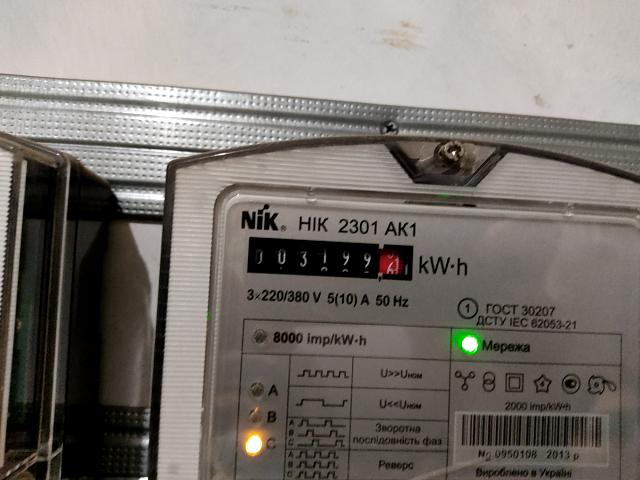 NiK® НІК 2301 АК1
003199 kW·h
3×220/380 V 5(10) A 50 Hz
1 ГОСТ 30207
ДСТУ IEC 62053-21
8000 imp/kW·h
Мережа
A
B
C
U>>Uном
U<<Uном
A
B
C
Зворотна
послідовність фаз
A
B
C
Реверс
2000 imp/kW·h
№ 0950108 2013 р
Вироблено в Україні